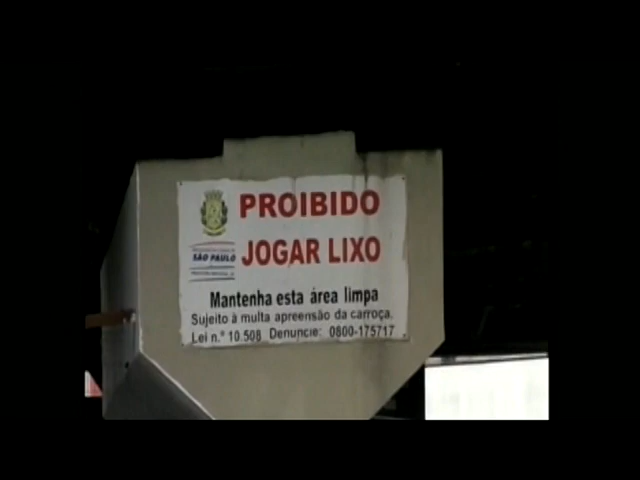 PROIBIDO
JOGAR LIXO
SÃO PAULO
Mantenha esta área limpa
Sujeito à multa apreensão da carroça.
Lei n.º 10.508 Denuncie: 0800-175717